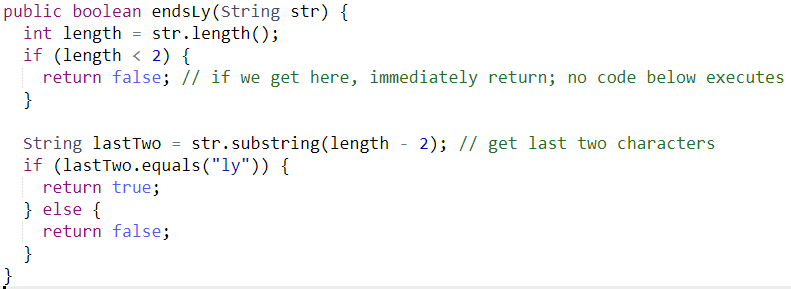 public boolean endsLy(String str) {
  int length = str.length();
  if (length < 2) {
    return false; // if we get here, immediately return; no code below executes
  }

  String lastTwo = str.substring(length - 2); // get last two characters
  if (lastTwo.equals("ly")) {
    return true;
  } else {
    return false;
  }
}